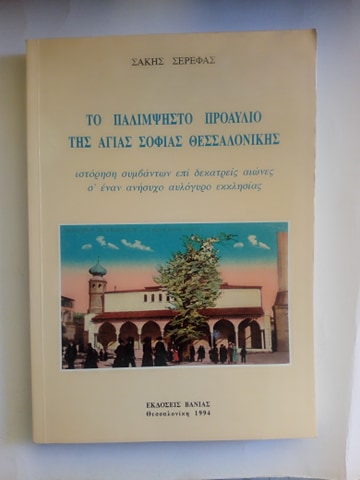 ΣΑΚΗΣ ΣΕΡΕΦΑΣ
ΤΟ ΠΑΛΙΜΨΗΣΤΟ ΠΡΟΑΥΛΙΟ
ΤΗΣ ΑΓΙΑΣ ΣΟΦΙΑΣ ΘΕΣΣΑΛΟΝΙΚΗΣ
ιστόρηση συμβάντων επί δεκατρείς αιώνες
σ' έναν ανήσυχο αυλόγυρο εκκλησίας
ΕΚΔΟΣΕΙΣ ΒΑΝΙΑΣ
Θεσσαλονίκη 1994